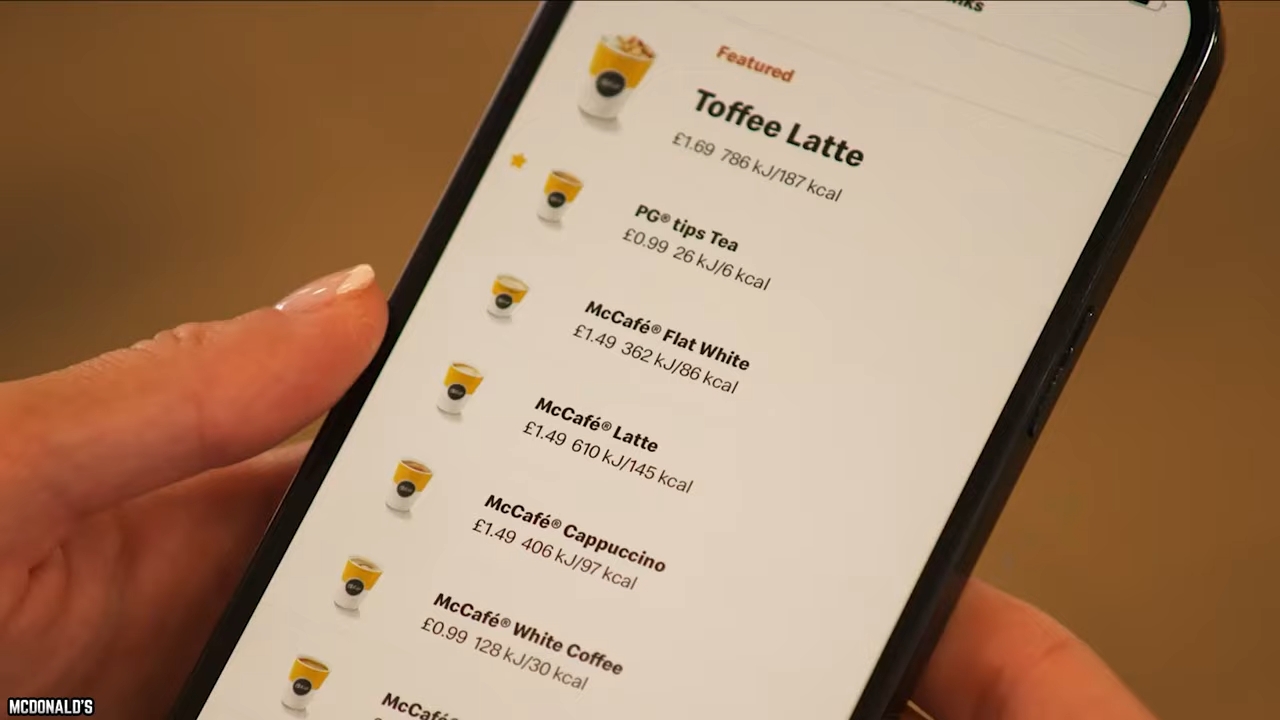 Featured
Toffee Latte
£1.69 786 kJ/187 kcal
PG® tips Tea
£0.99 26 kJ/6 kcal
McCafé® Flat White
£1.49 362 kJ/86 kcal
McCafé® Latte
£1.49 610 kJ/145 kcal
McCafé® Cappuccino
£1.49 406 kJ/97 kcal
McCafé® White Coffee
£0.99 128 kJ/30 kcal
McCafé®
MCDONALD'S